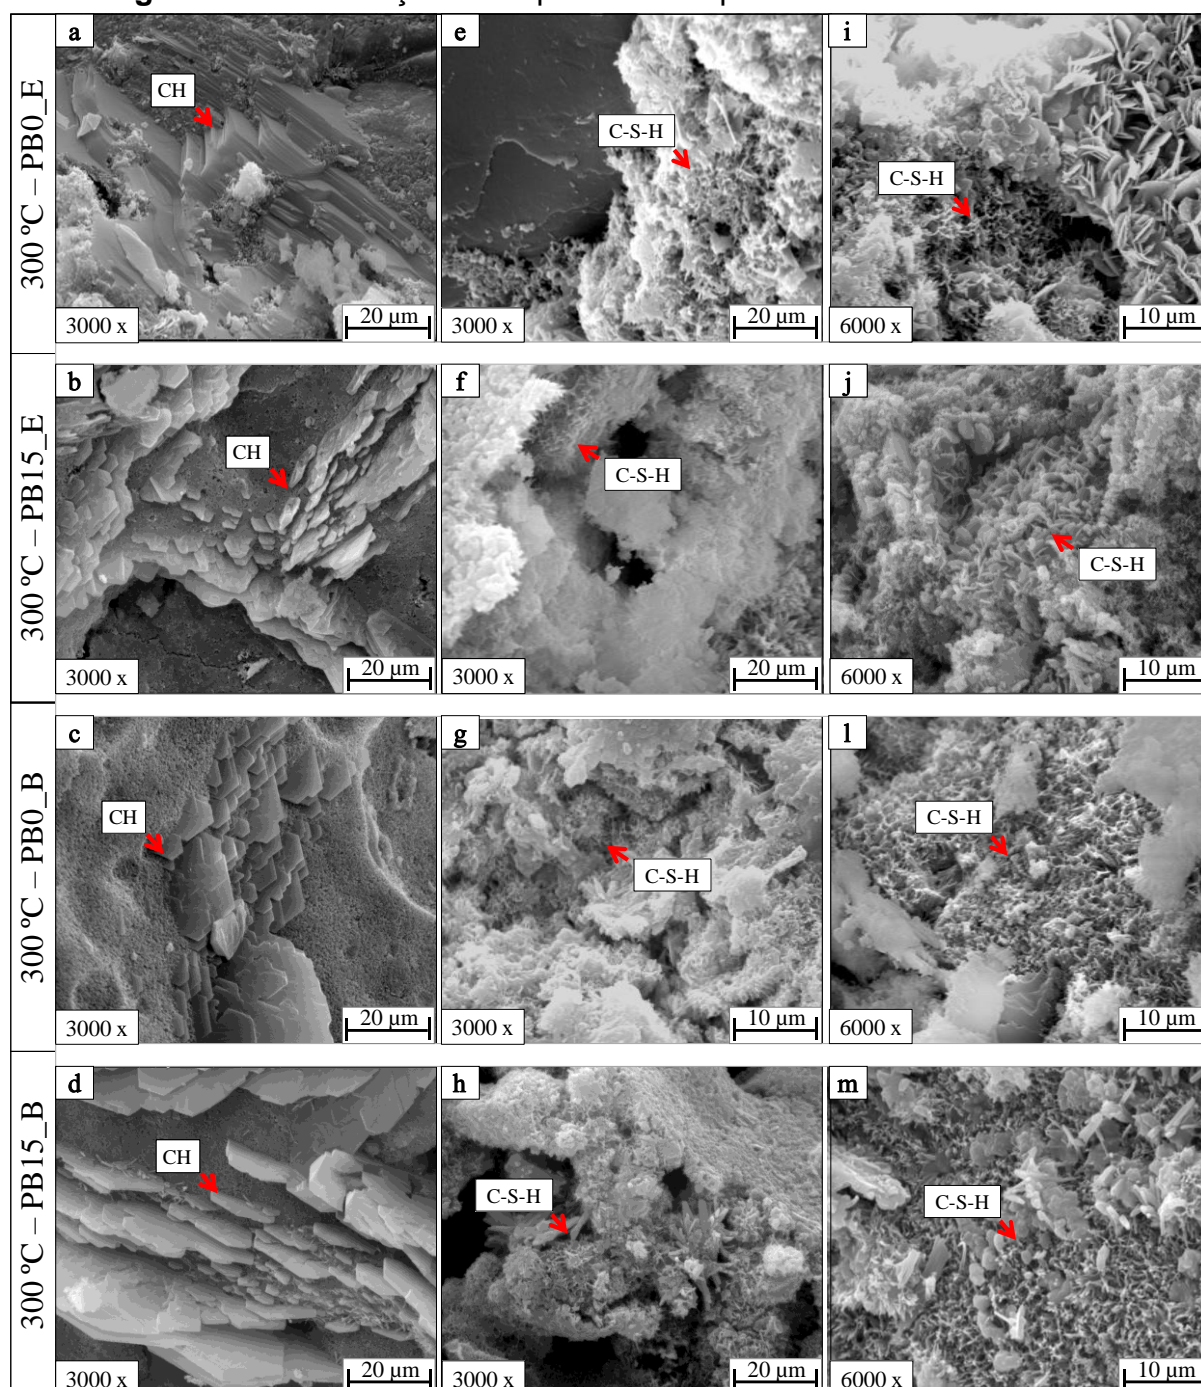 300 ºC – PB0_E
a
CH
3000 x
20 µm
e
C-S-H
3000 x
20 µm
i
C-S-H
6000 x
10 µm
300 ºC – PB15_E
b
CH
3000 x
20 µm
f
C-S-H
3000 x
20 µm
j
C-S-H
6000 x
10 µm
300 ºC – PB0_B
c
CH
3000 x
20 µm
g
C-S-H
3000 x
10 µm
l
C-S-H
6000 x
10 µm
300 ºC – PB15_B
d
CH
3000 x
20 µm
h
C-S-H
3000 x
20 µm
m
C-S-H
6000 x
10 µm